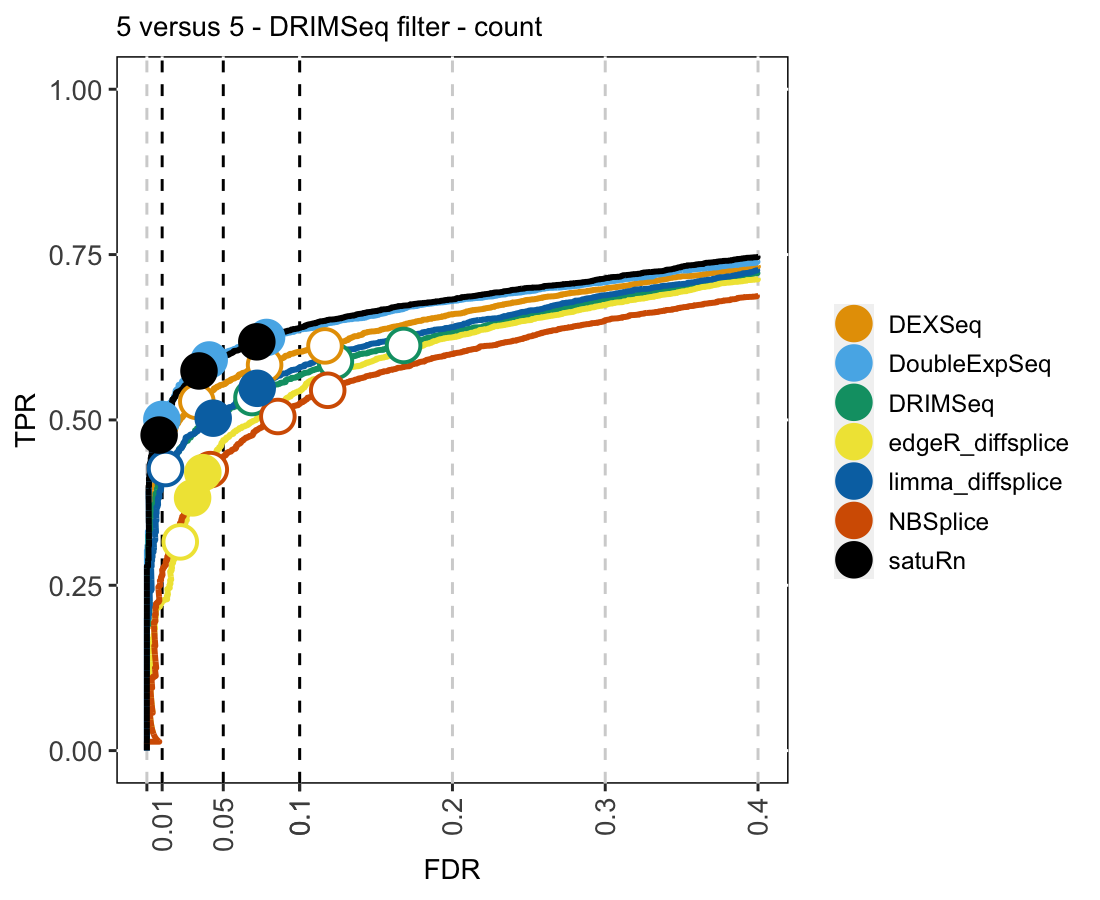 5 versus 5 - DRIMSeq filter - count
1.00
0.75
0.50
0.25
0.00
TPR
0.01
0.05
0.1
0.2
0.3
0.4
FDR
DEXSeq
DoubleExpSeq
DRIMSeq
edgeR_diffsplice
limma_diffsplice
NBSplice
satuRn